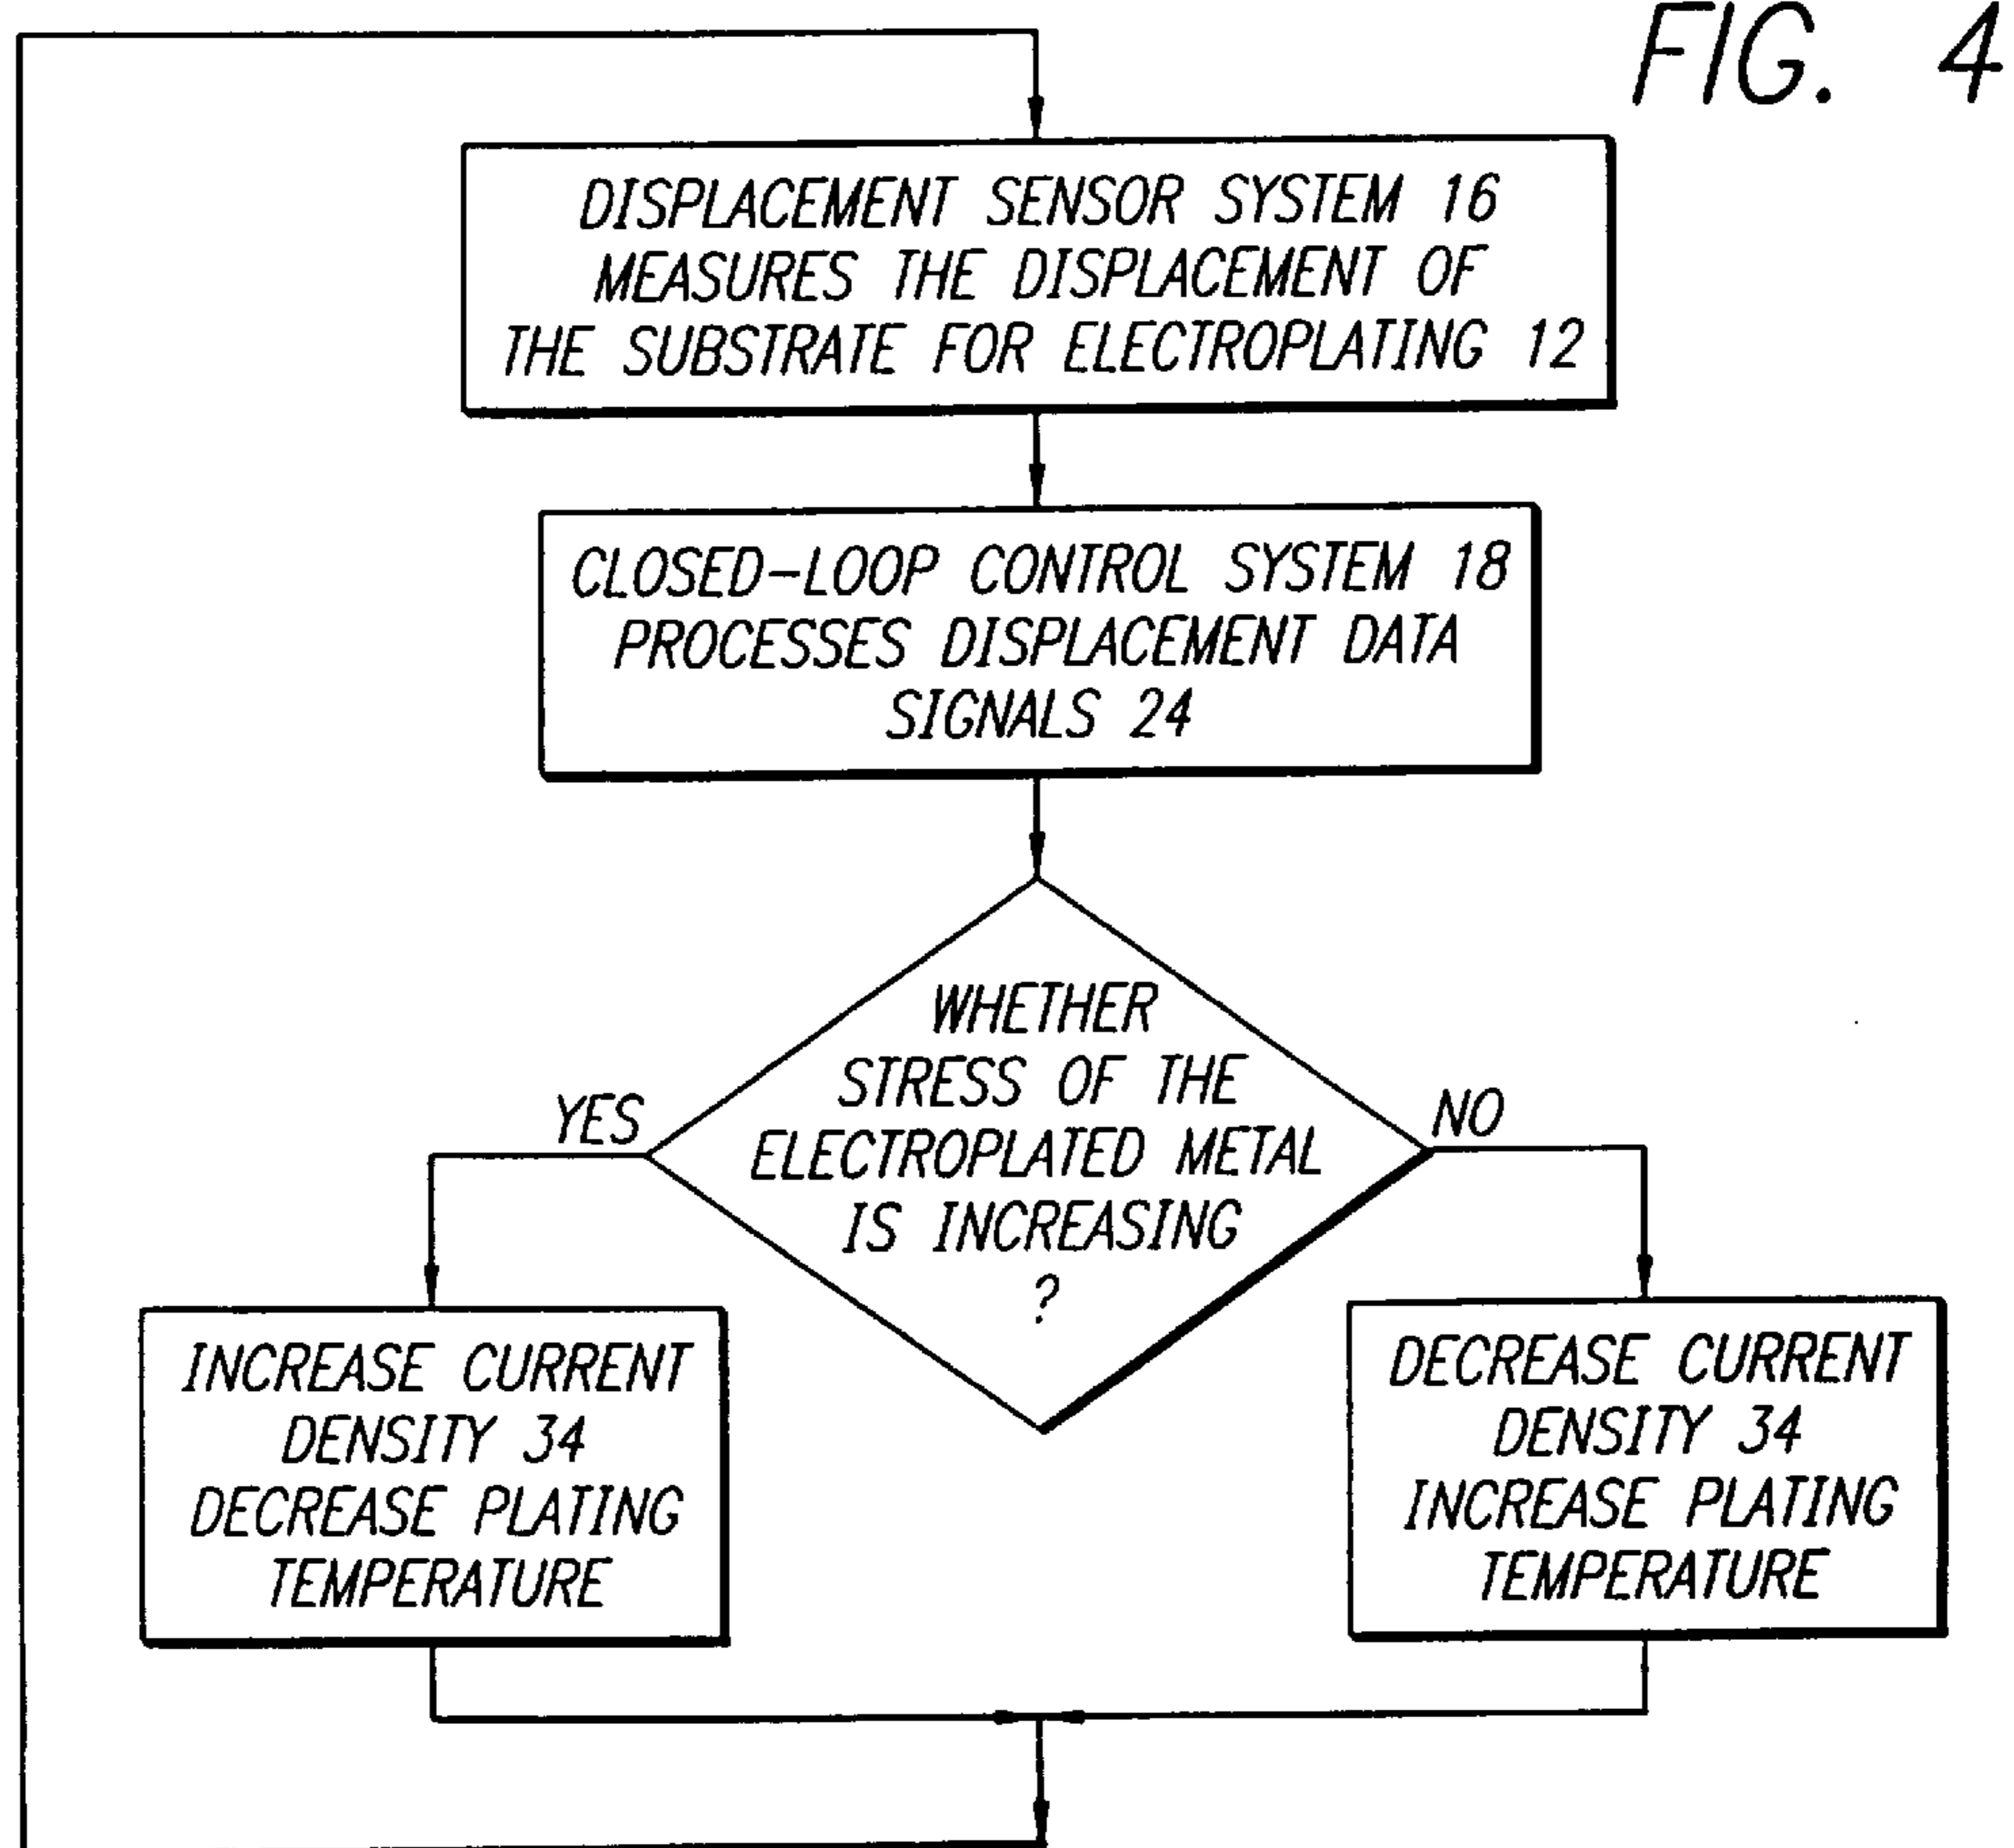 FIG. 4
DISPLACEMENT SENSOR SYSTEM 16
MEASURES THE DISPLACEMENT OF
THE SUBSTRATE FOR ELECTROPLATING 12
CLOSED-LOOP CONTROL SYSTEM 18
PROCESSES DISPLACEMENT DATA
SIGNALS 24
WHETHER
STRESS OF THE
ELECTROPLATED METAL
IS INCREASING
?
YES
NO
INCREASE CURRENT
DENSITY 34
DECREASE PLATING
TEMPERATURE
DECREASE CURRENT
DENSITY 34
INCREASE PLATING
TEMPERATURE